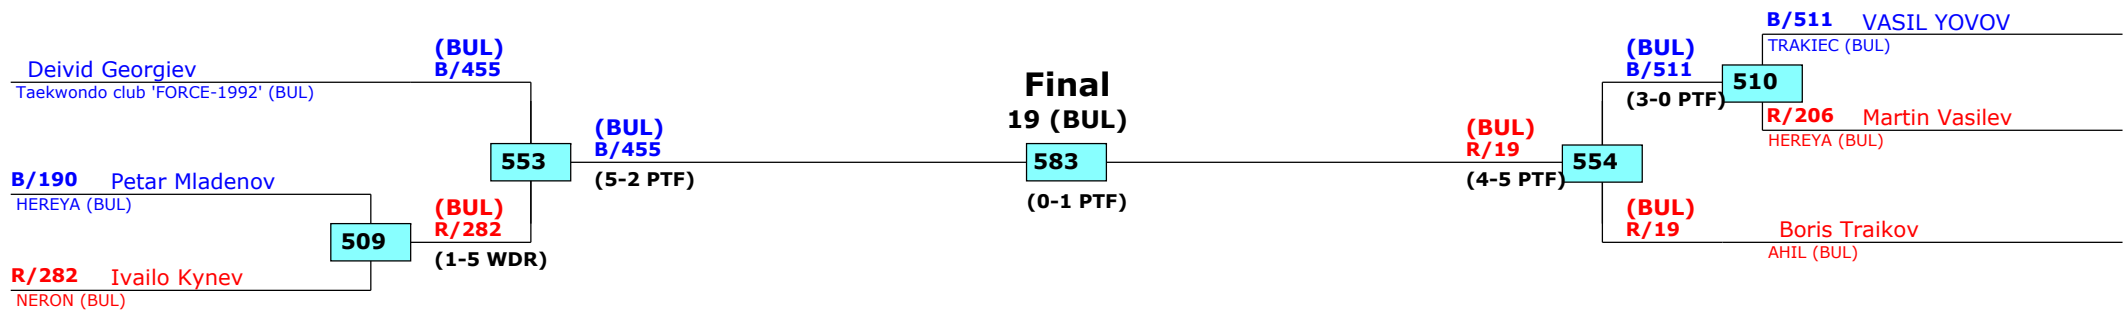 B/511 VASIL YOVOV
TRAKIEC (BUL)
(BUL)
B/455
(BUL)
B/511
Deivid Georgiev
Taekwondo club 'FORCE-1992' (BUL)
Final
19 (BUL)
510
(3-0 PTF)
R/206 Martin Vasilev
HEREYA (BUL)
(BUL)
B/455
(BUL)
R/19
553
583
554
(5-2 PTF)
(0-1 PTF)
(4-5 PTF)
B/190 Petar Mladenov
HEREYA (BUL)
(BUL)
R/282
(BUL)
R/19
Boris Traikov
AHIL (BUL)
509
(1-5 WDR)
R/282 Ivailo Kynev
NERON (BUL)